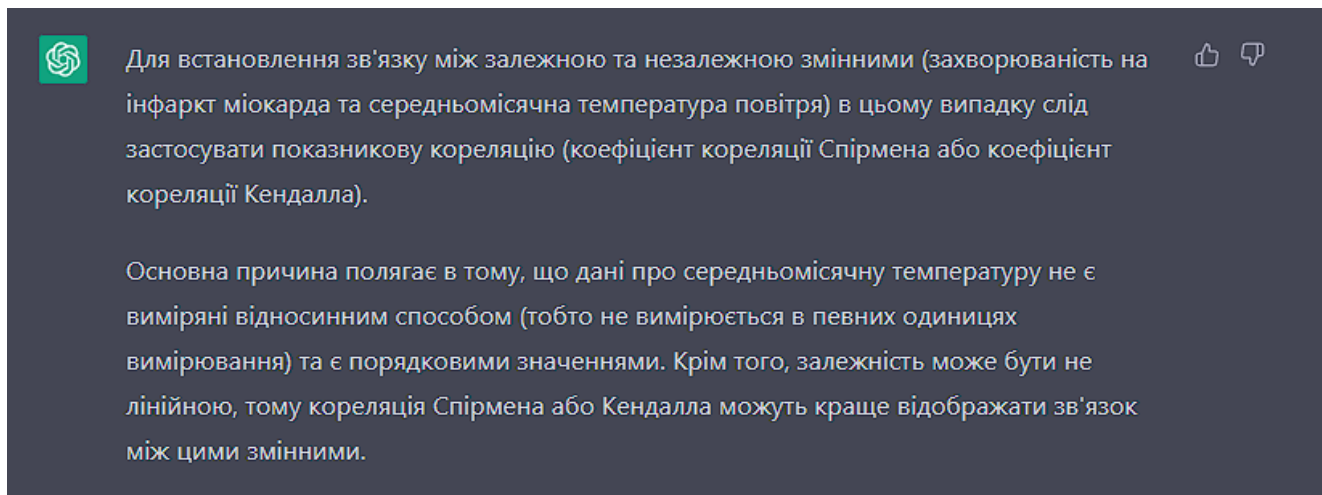 Для встановлення зв'язку між залежною та незалежною змінними (захворюваність на
інфаркт міокарда та середньомісячна температура повітря) в цьому випадку слід
застосувати показникову кореляцію (коефіцієнт кореляції Спірмена або коефіцієнт
кореляції Кендалла).
Основна причина полягає в тому, що дані про середньомісячну температуру не є
виміряні відносинним способом (тобто не вимірюється в певних одиницях
вимірювання) та є порядковими значеннями. Крім того, залежність може бути не
лінійною, тому кореляція Спірмена або Кендалла можуть краще відображати зв'язок
між цими змінними.